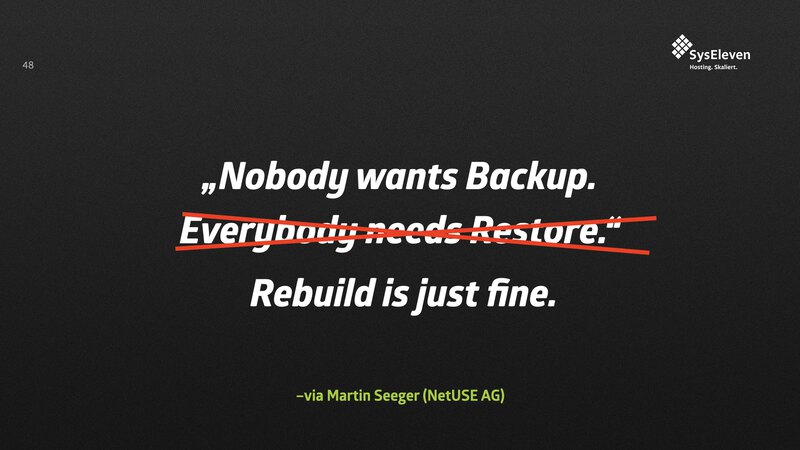 48
SysEleven
Hosting. Skaliert.
„Nobody wants Backup.
Everybody needs Restore.“
Rebuild is just fine.
–via Martin Seeger (NetUSE AG)